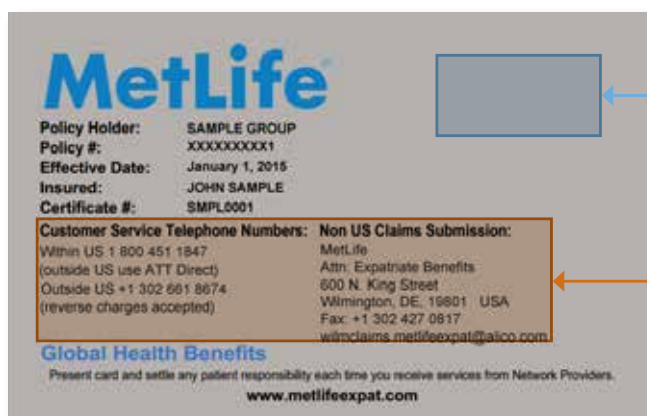 MetLife
Policy Holder: SAMPLE GROUP
Policy #: XXXXXXXXX1
Effective Date: January 1, 2015
Insured: JOHN SAMPLE
Certificate #: SMPL0001
Customer Service Telephone Numbers:
Within US 1 800 451 1847
(outside US use ATT Direct)
Outside US +1 302 661 8674
(reverse charges accepted)
Non US Claims Submission:
MetLife
Attn: Expatriate Benefits
600 N. King Street
Wilmington, DE, 19801 USA
Fax: +1 302 427 0817
wilmclaims.metlifeexpat@alico.com
Global Health Benefits
Present card and settle any patient responsibility each time you receive services from Network Providers.
www.metlifeexpat.com